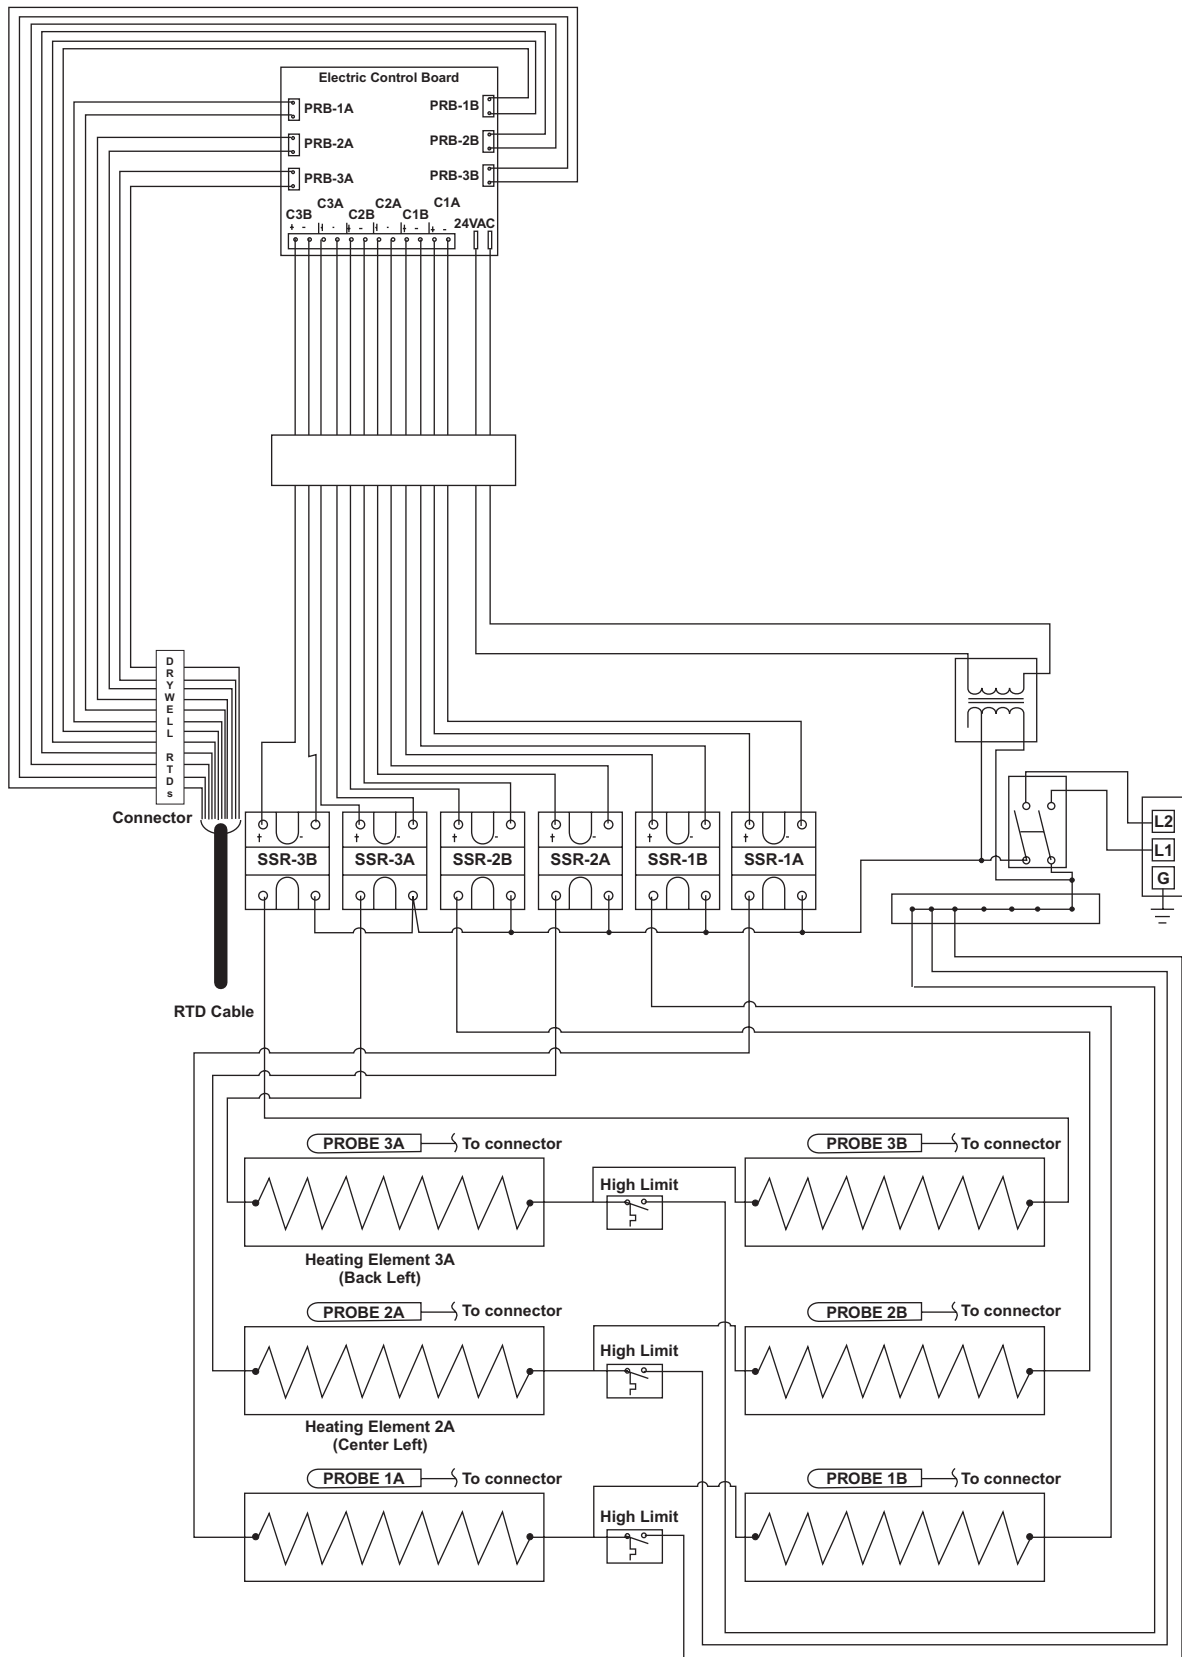 Electric Control Board
PRB-1A
PRB-1B
PRB-2A
PRB-2B
PRB-3A
PRB-3B
C3B
C3A
C2B
C2A
C1B
C1A
24VAC
+ - + - + - + - + - + -
DRYWELL RTDs
Connector
RTD Cable
+ - + - + - + - + - + -
SSR-3B
SSR-3A
SSR-2B
SSR-2A
SSR-1B
SSR-1A
L2
L1
G
PROBE 3A
To connector
PROBE 3B
To connector
High Limit
Heating Element 3A
(Back Left)
PROBE 2A
To connector
PROBE 2B
To connector
High Limit
Heating Element 2A
(Center Left)
PROBE 1A
To connector
PROBE 1B
To connector
High Limit